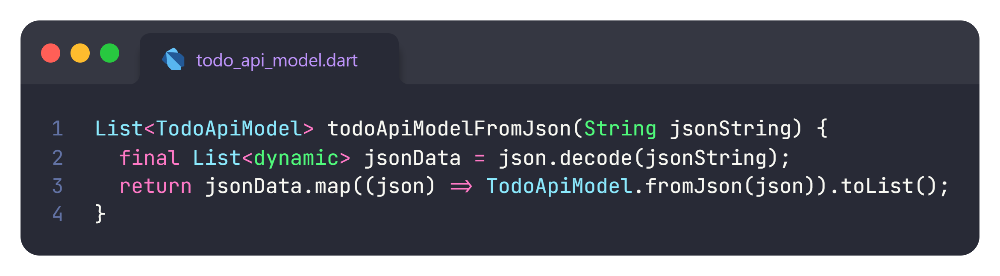 todo_api_model.dart
1 List<TodoApiModel> todoApiModelFromJson(String jsonString) {
2   final List<dynamic> jsonData = json.decode(jsonString);
3   return jsonData.map((json) => TodoApiModel.fromJson(json)).toList();
4 }